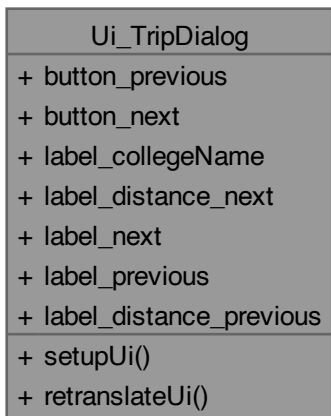 Ui_TripDialog
+ button_previous
+ button_next
+ label_collegeName
+ label_distance_next
+ label_next
+ label_previous
+ label_distance_previous
+ setupUi()
+ retranslateUi()